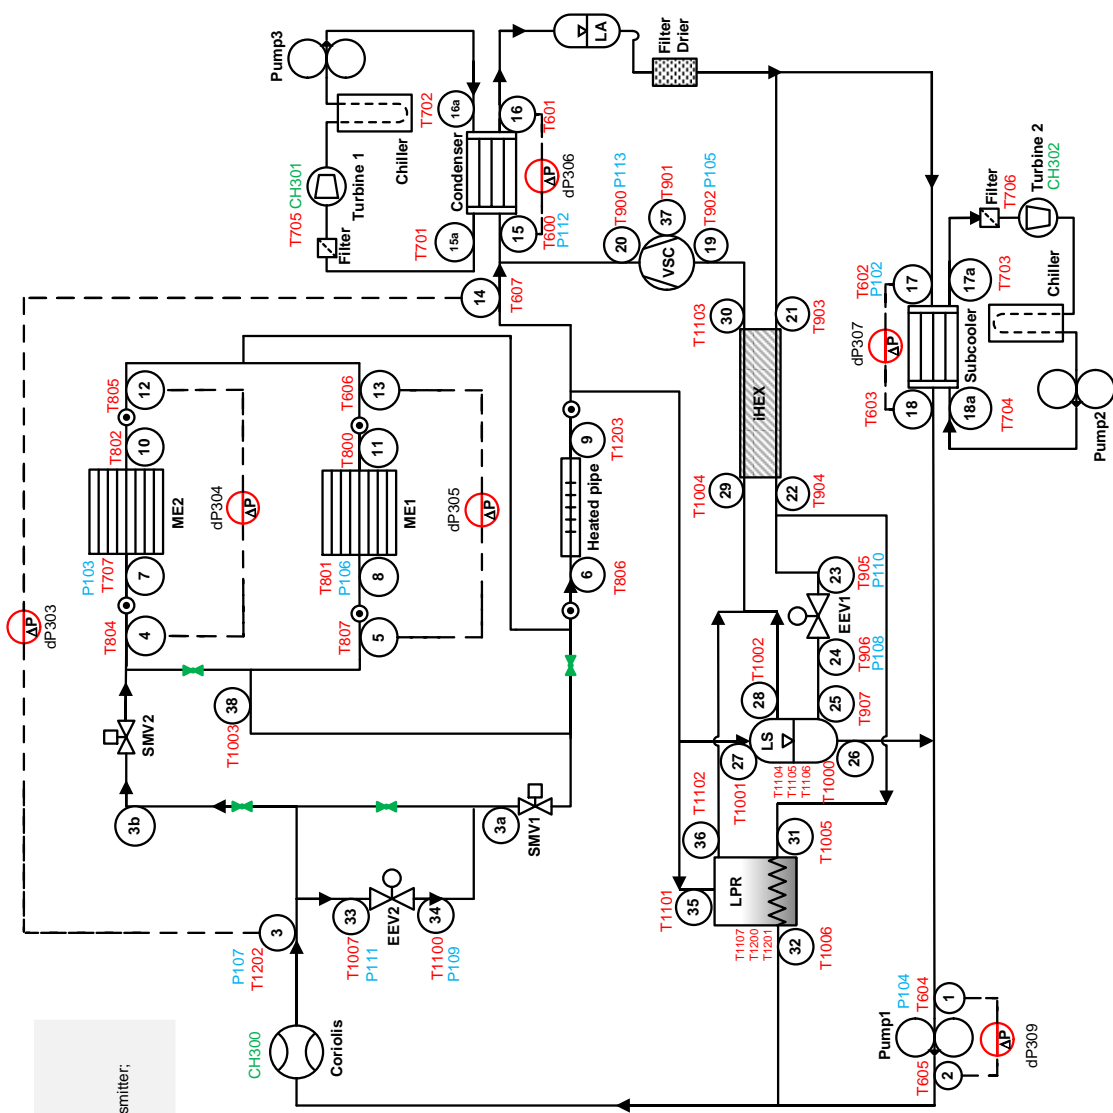 Pump3
T702
16a
LA
Filter
Drier
CH301
T705
Turbine 1
Chiller
Filter
T701
15a
Condenser
16
T601
ΔP
dP306
15
T600
P112
14
T607
P113
T900
20
T901
37
VSC
P105
T902
19
T805
12
T802
10
ME2
P103
T707
7
T804
4
dP304
ΔP
T606
13
T800
11
ME1
T801
P106
8
T807
5
dP305
ΔP
ΔP
dP303
9
T1203
Heated pipe
6
T806
T1103
30
21
T903
iHEX
T1004
29
22
T904
T602
P102
17
17a
T703
dP307
ΔP
Subcooler
T603
18
18a
T704
Filter
T706
Turbine 2
CH302
Chiller
Pump2
23
T905
P110
EEV1
24
T906
P108
25
T907
T1002
28
LS
27
T1001
T1104
T1105
T1106
T1000
26
38
T1003
SMV2
3b
3a
SMV1
T1102
36
31
T1005
LPR
T1101
35
T1107
T1200
T1201
32
T1006
33
T1007
P111
EEV2
34
T1100
P109
P107
T1202
3
CH300
Coriolis
P104
T604
1
Pump1
T605
2
ΔP
dP309
smitter;